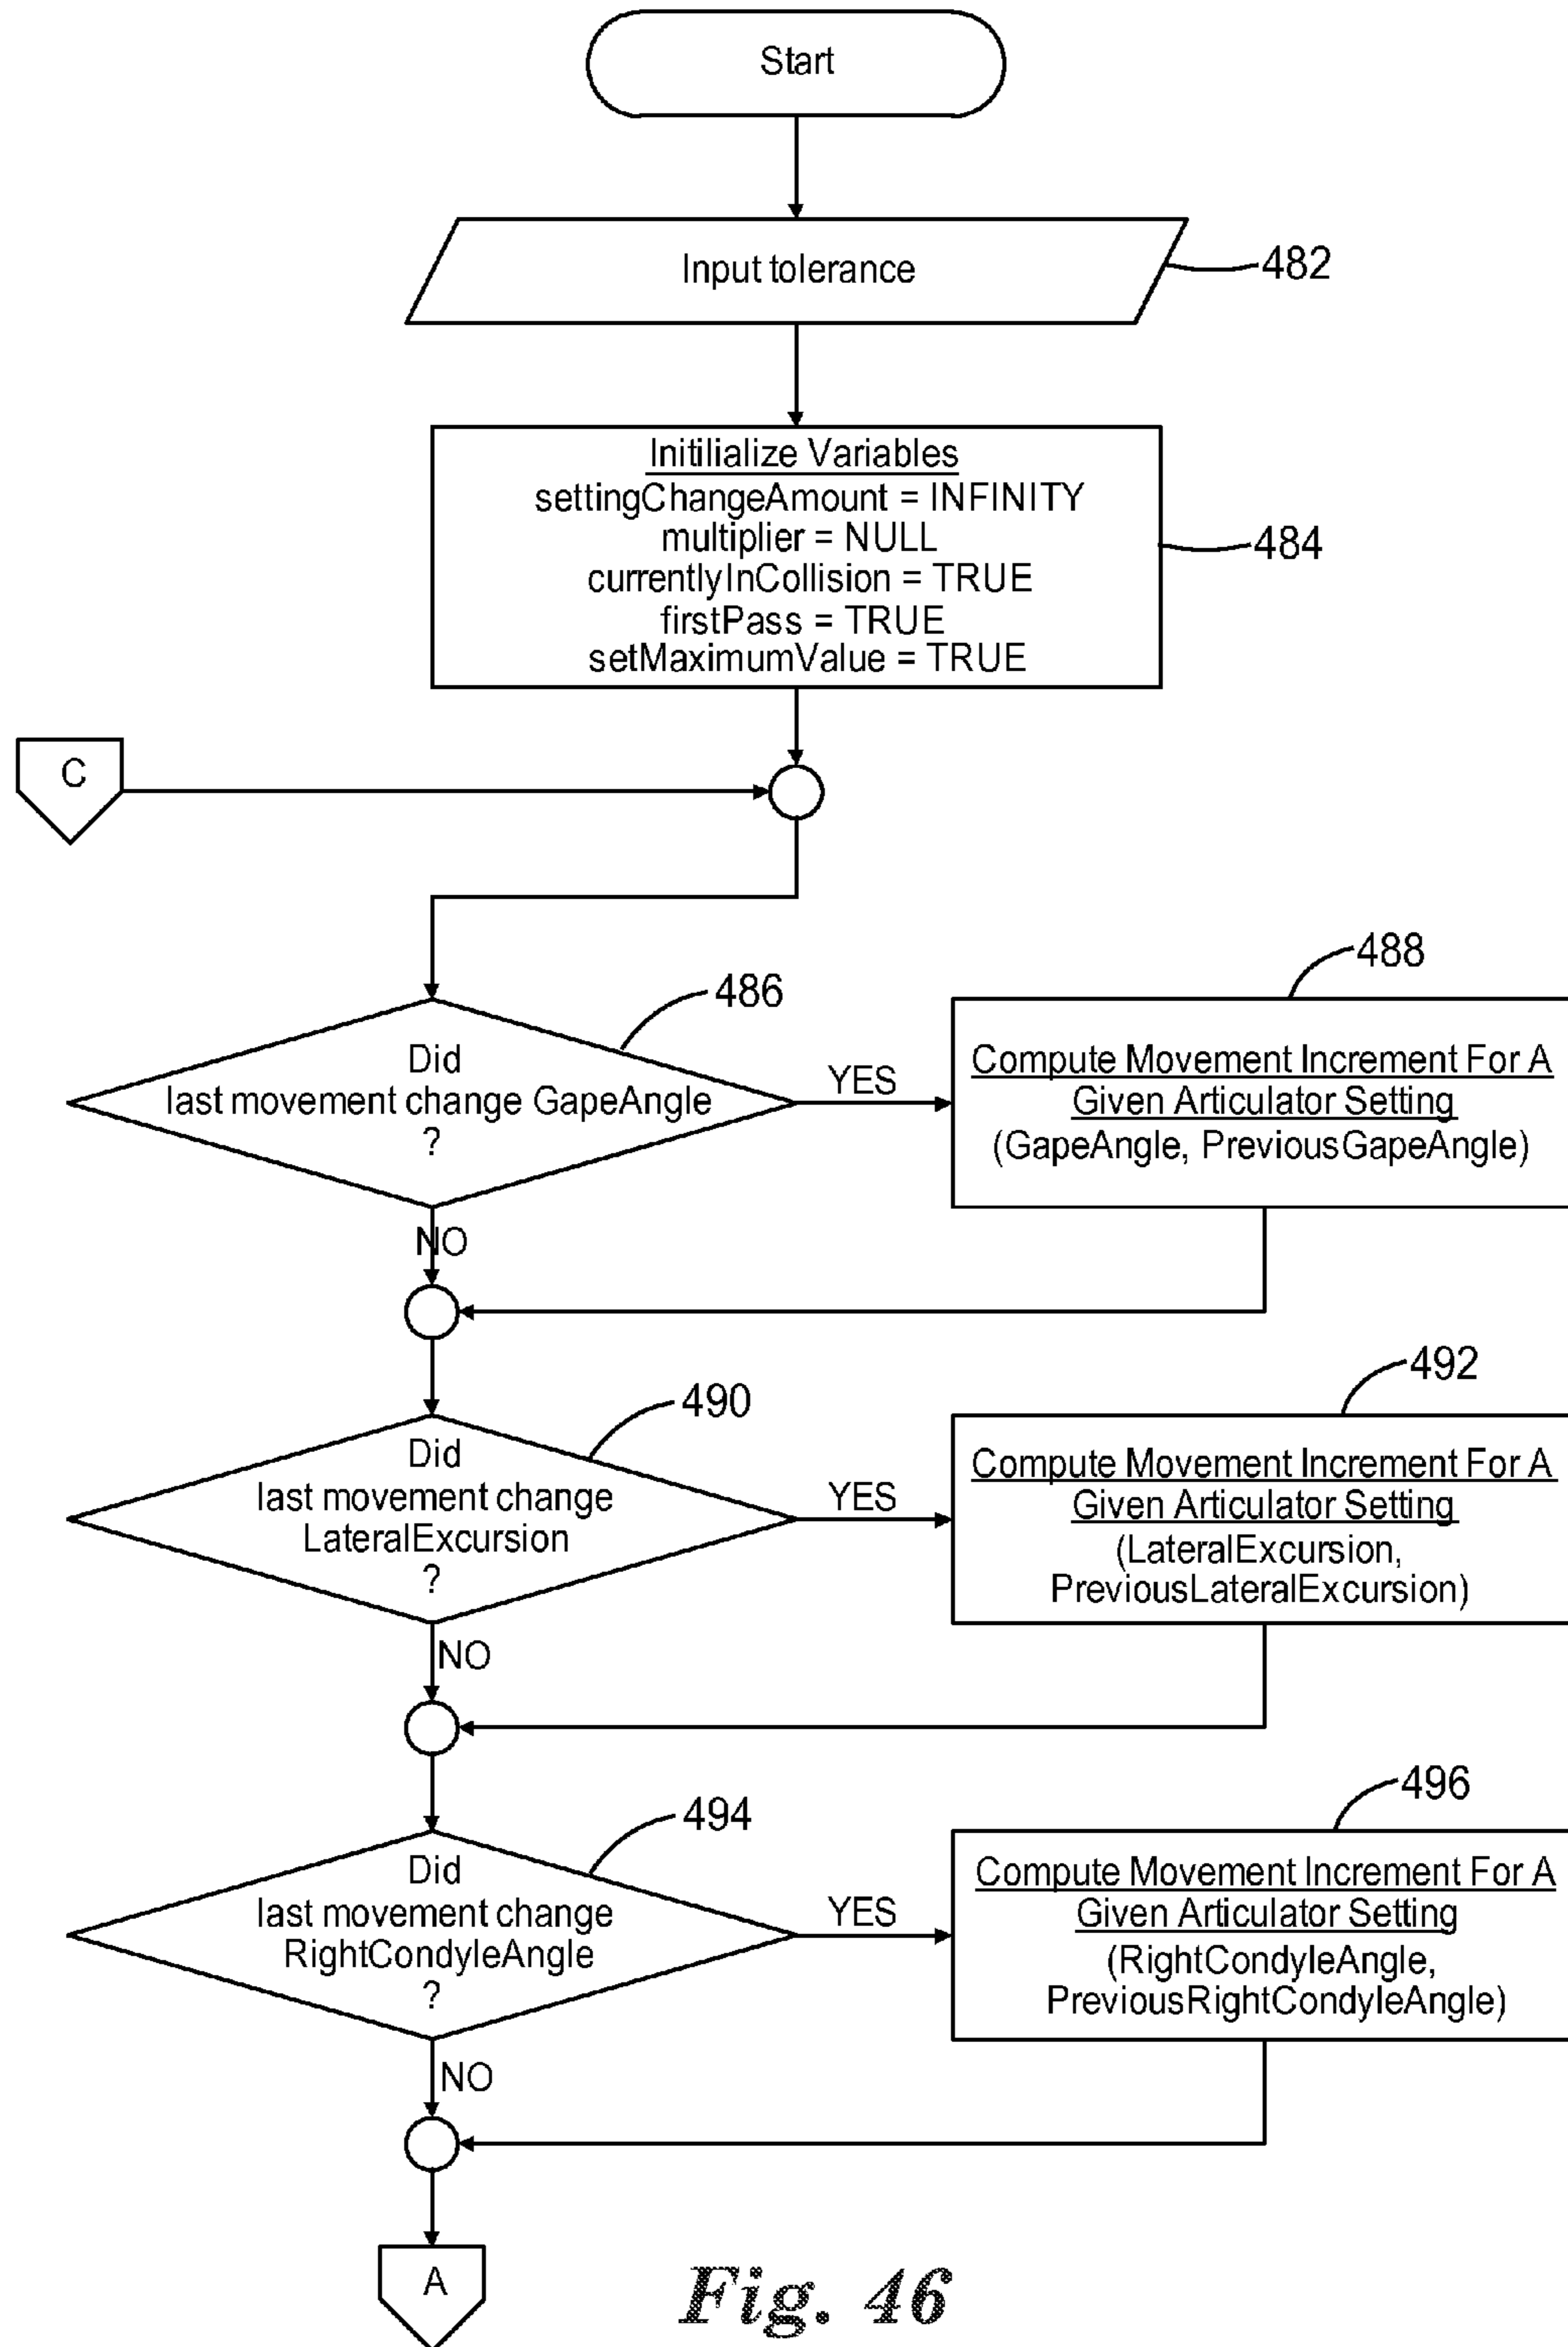 Start
Input tolerance
482
Initilialize Variables
settingChangeAmount = INFINITY
multiplier = NULL
currentlyInCollision = TRUE
firstPass = TRUE
setMaximumValue = TRUE
484
C
486
Did
last movement change GapeAngle
?
YES
488
Compute Movement Increment For A
Given Articulator Setting
(GapeAngle, PreviousGapeAngle)
NO
490
Did
last movement change
LateralExcursion
?
YES
492
Compute Movement Increment For A
Given Articulator Setting
(LateralExcursion,
PreviousLateralExcursion)
NO
494
Did
last movement change
RightCondyleAngle
?
YES
496
Compute Movement Increment For A
Given Articulator Setting
(RightCondyleAngle,
PreviousRightCondyleAngle)
NO
A
Fig. 46